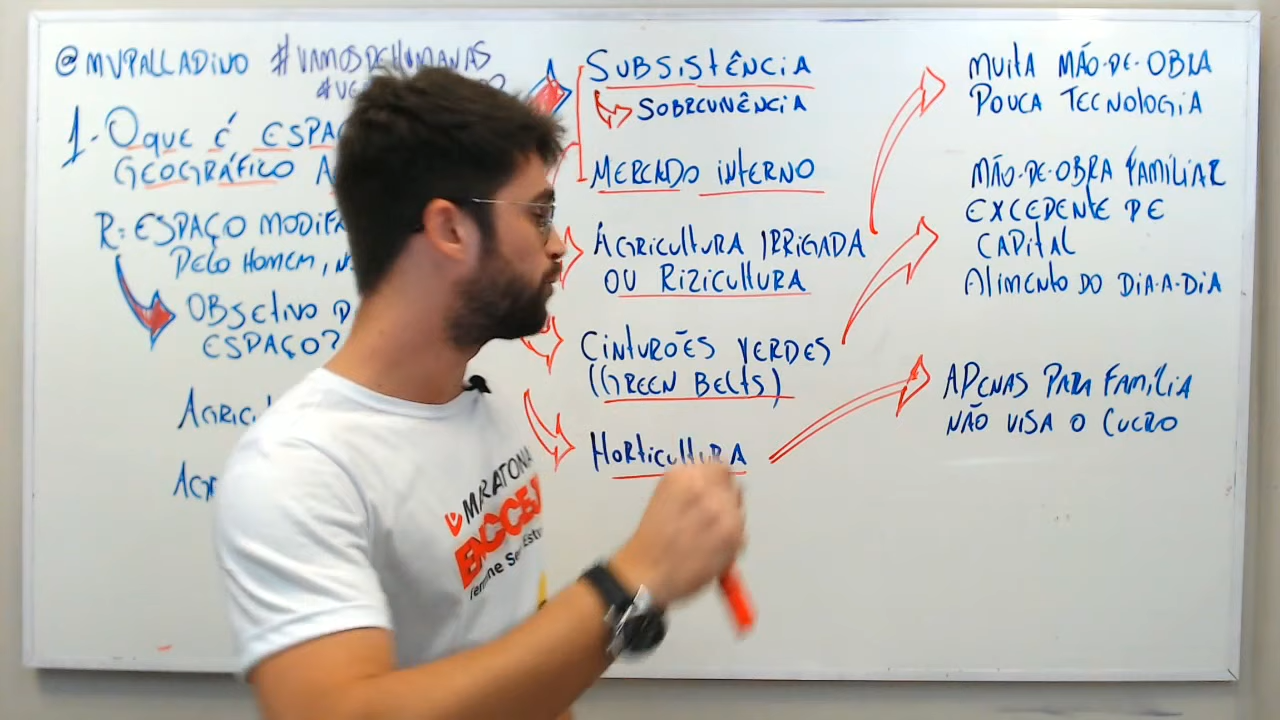 @MVPALLADINO #VAMOSDEHUMANAS
1- O que é
GEOGRÁFICO
R: ESPAÇO
PELO HOMEM,
OBJETIVO
ESPAÇO?
SUBSISTÊNCIA
SOBREVIVÊNCIA
MERCADO INTERNO
AGRICULTURA IRRIGADA
OU RIZICULTURA
CINTURÕES VERDES
(GREEN BELTS)
HORTICULTURA
MUITA MÃO-DE-OBRA
POUCA TECNOLOGIA
MÃO-DE-OBRA FAMILIAR
EXCEDENTE DE
CAPITAL
ALIMENTO DO DIA-A-DIA
APENAS PARA FAMÍLIA
NÃO VISA O LUCRO
MARATONA
ENCCEJA